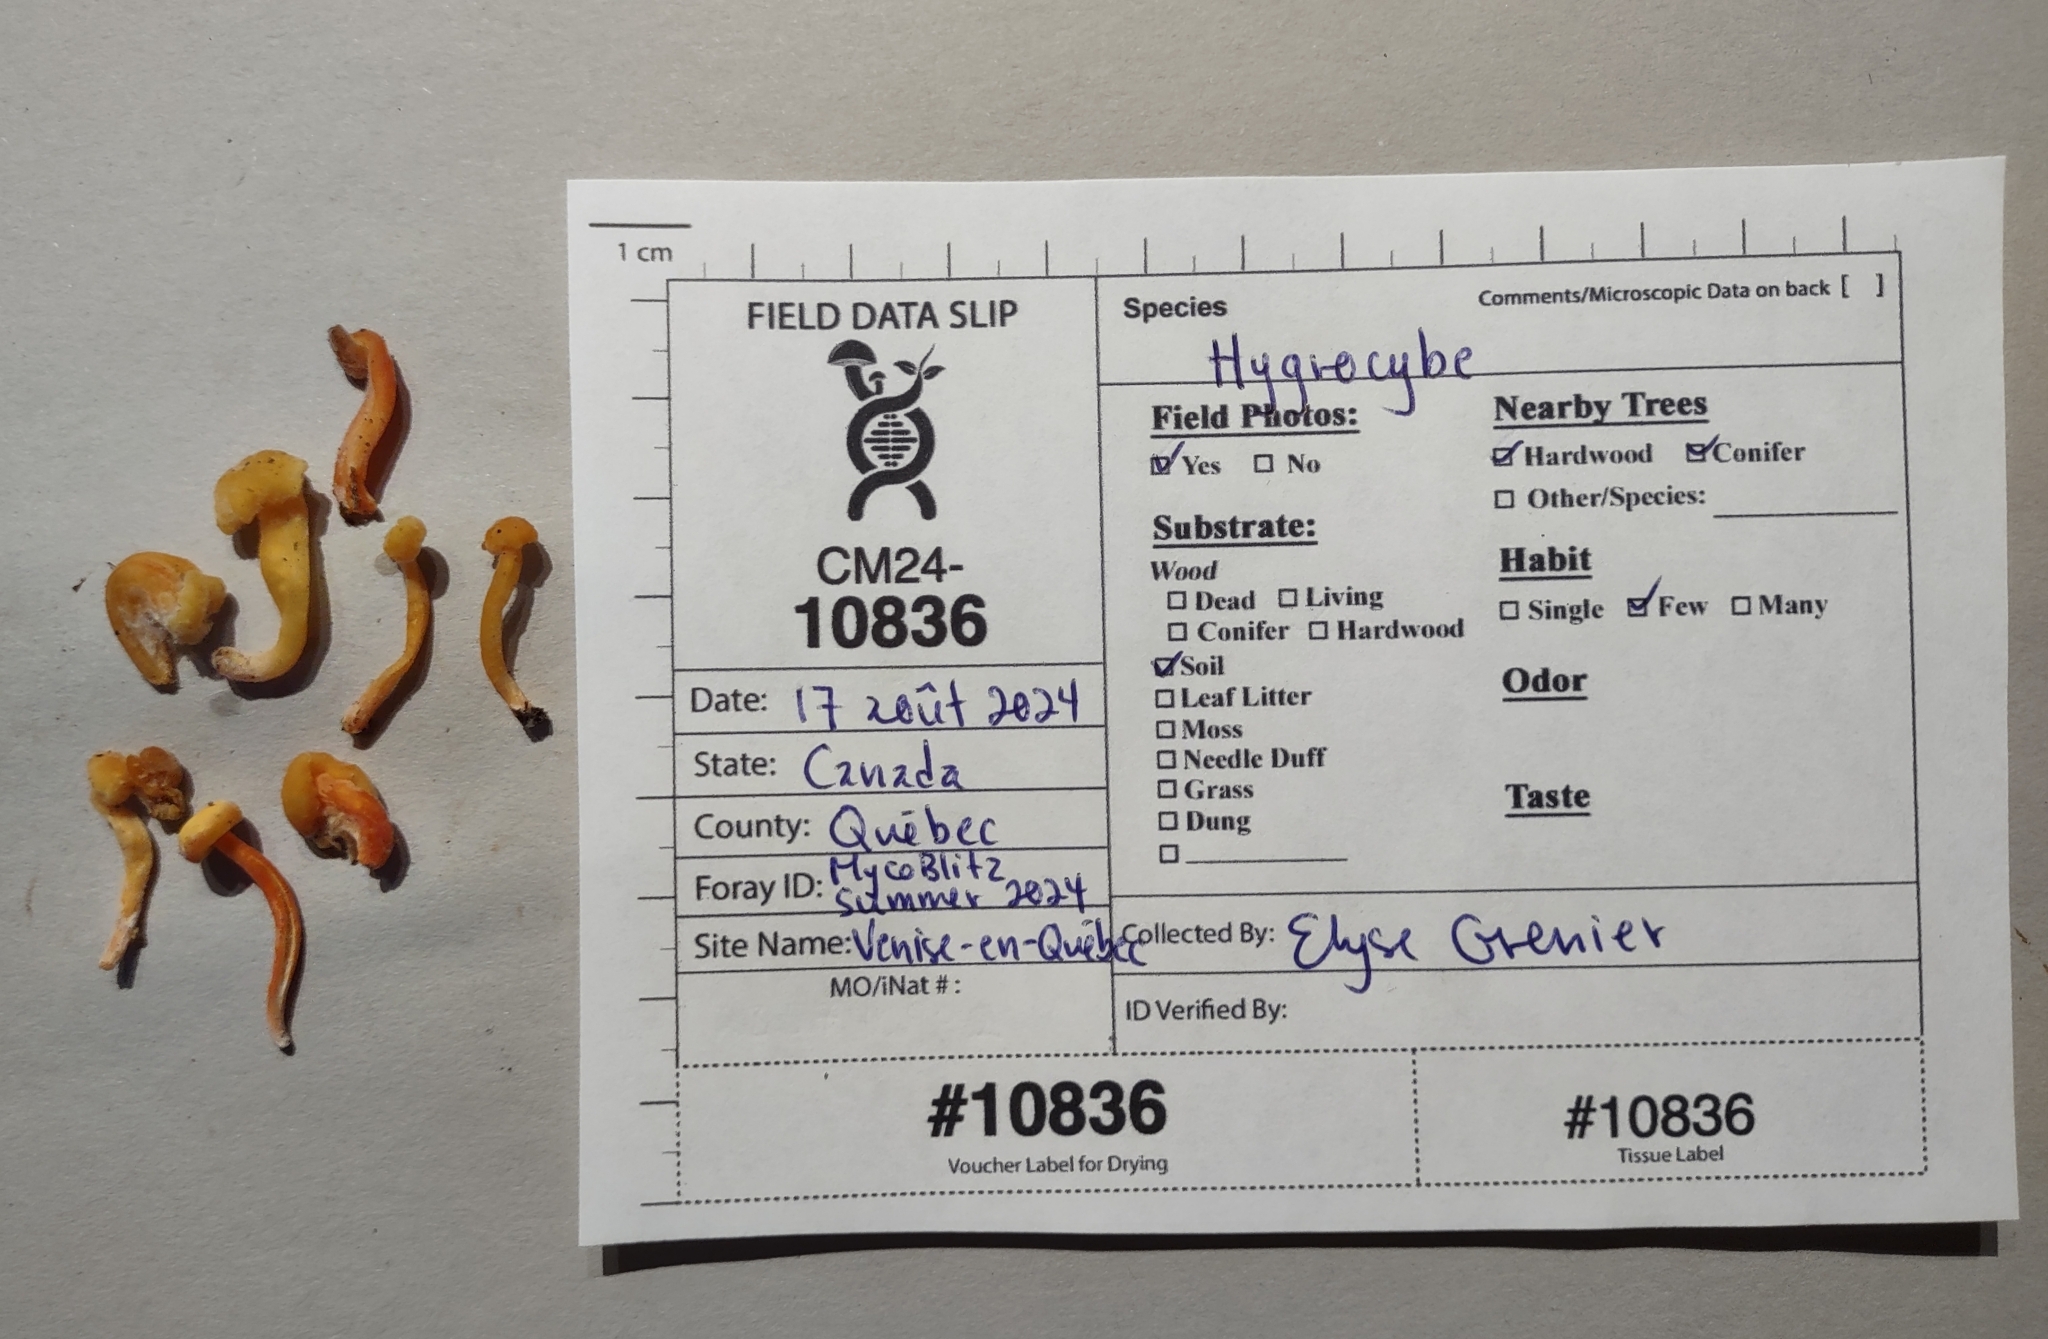 1 cm
FIELD DATA SLIP
CM24-
10836
Date: 17 août 2024
State: Canada
County: Québec
Foray ID: MycoBlitz
Summer 2024
Site Name: Venise-en-Québec
MO/iNat # :
Species
Comments/Microscopic Data on back [ ]
Hygrocybe
Field Photos:
Yes No
Substrate:
Wood
Dead Living
Conifer Hardwood
Soil
Leaf Litter
Moss
Needle Duff
Grass
Dung
Nearby Trees
Hardwood Conifer
Other/Species:
Habit
Single Few Many
Odor
Taste
Collected By: Elyse Grenier
ID Verified By:
#10836
Voucher Label for Drying
#10836
Tissue Label